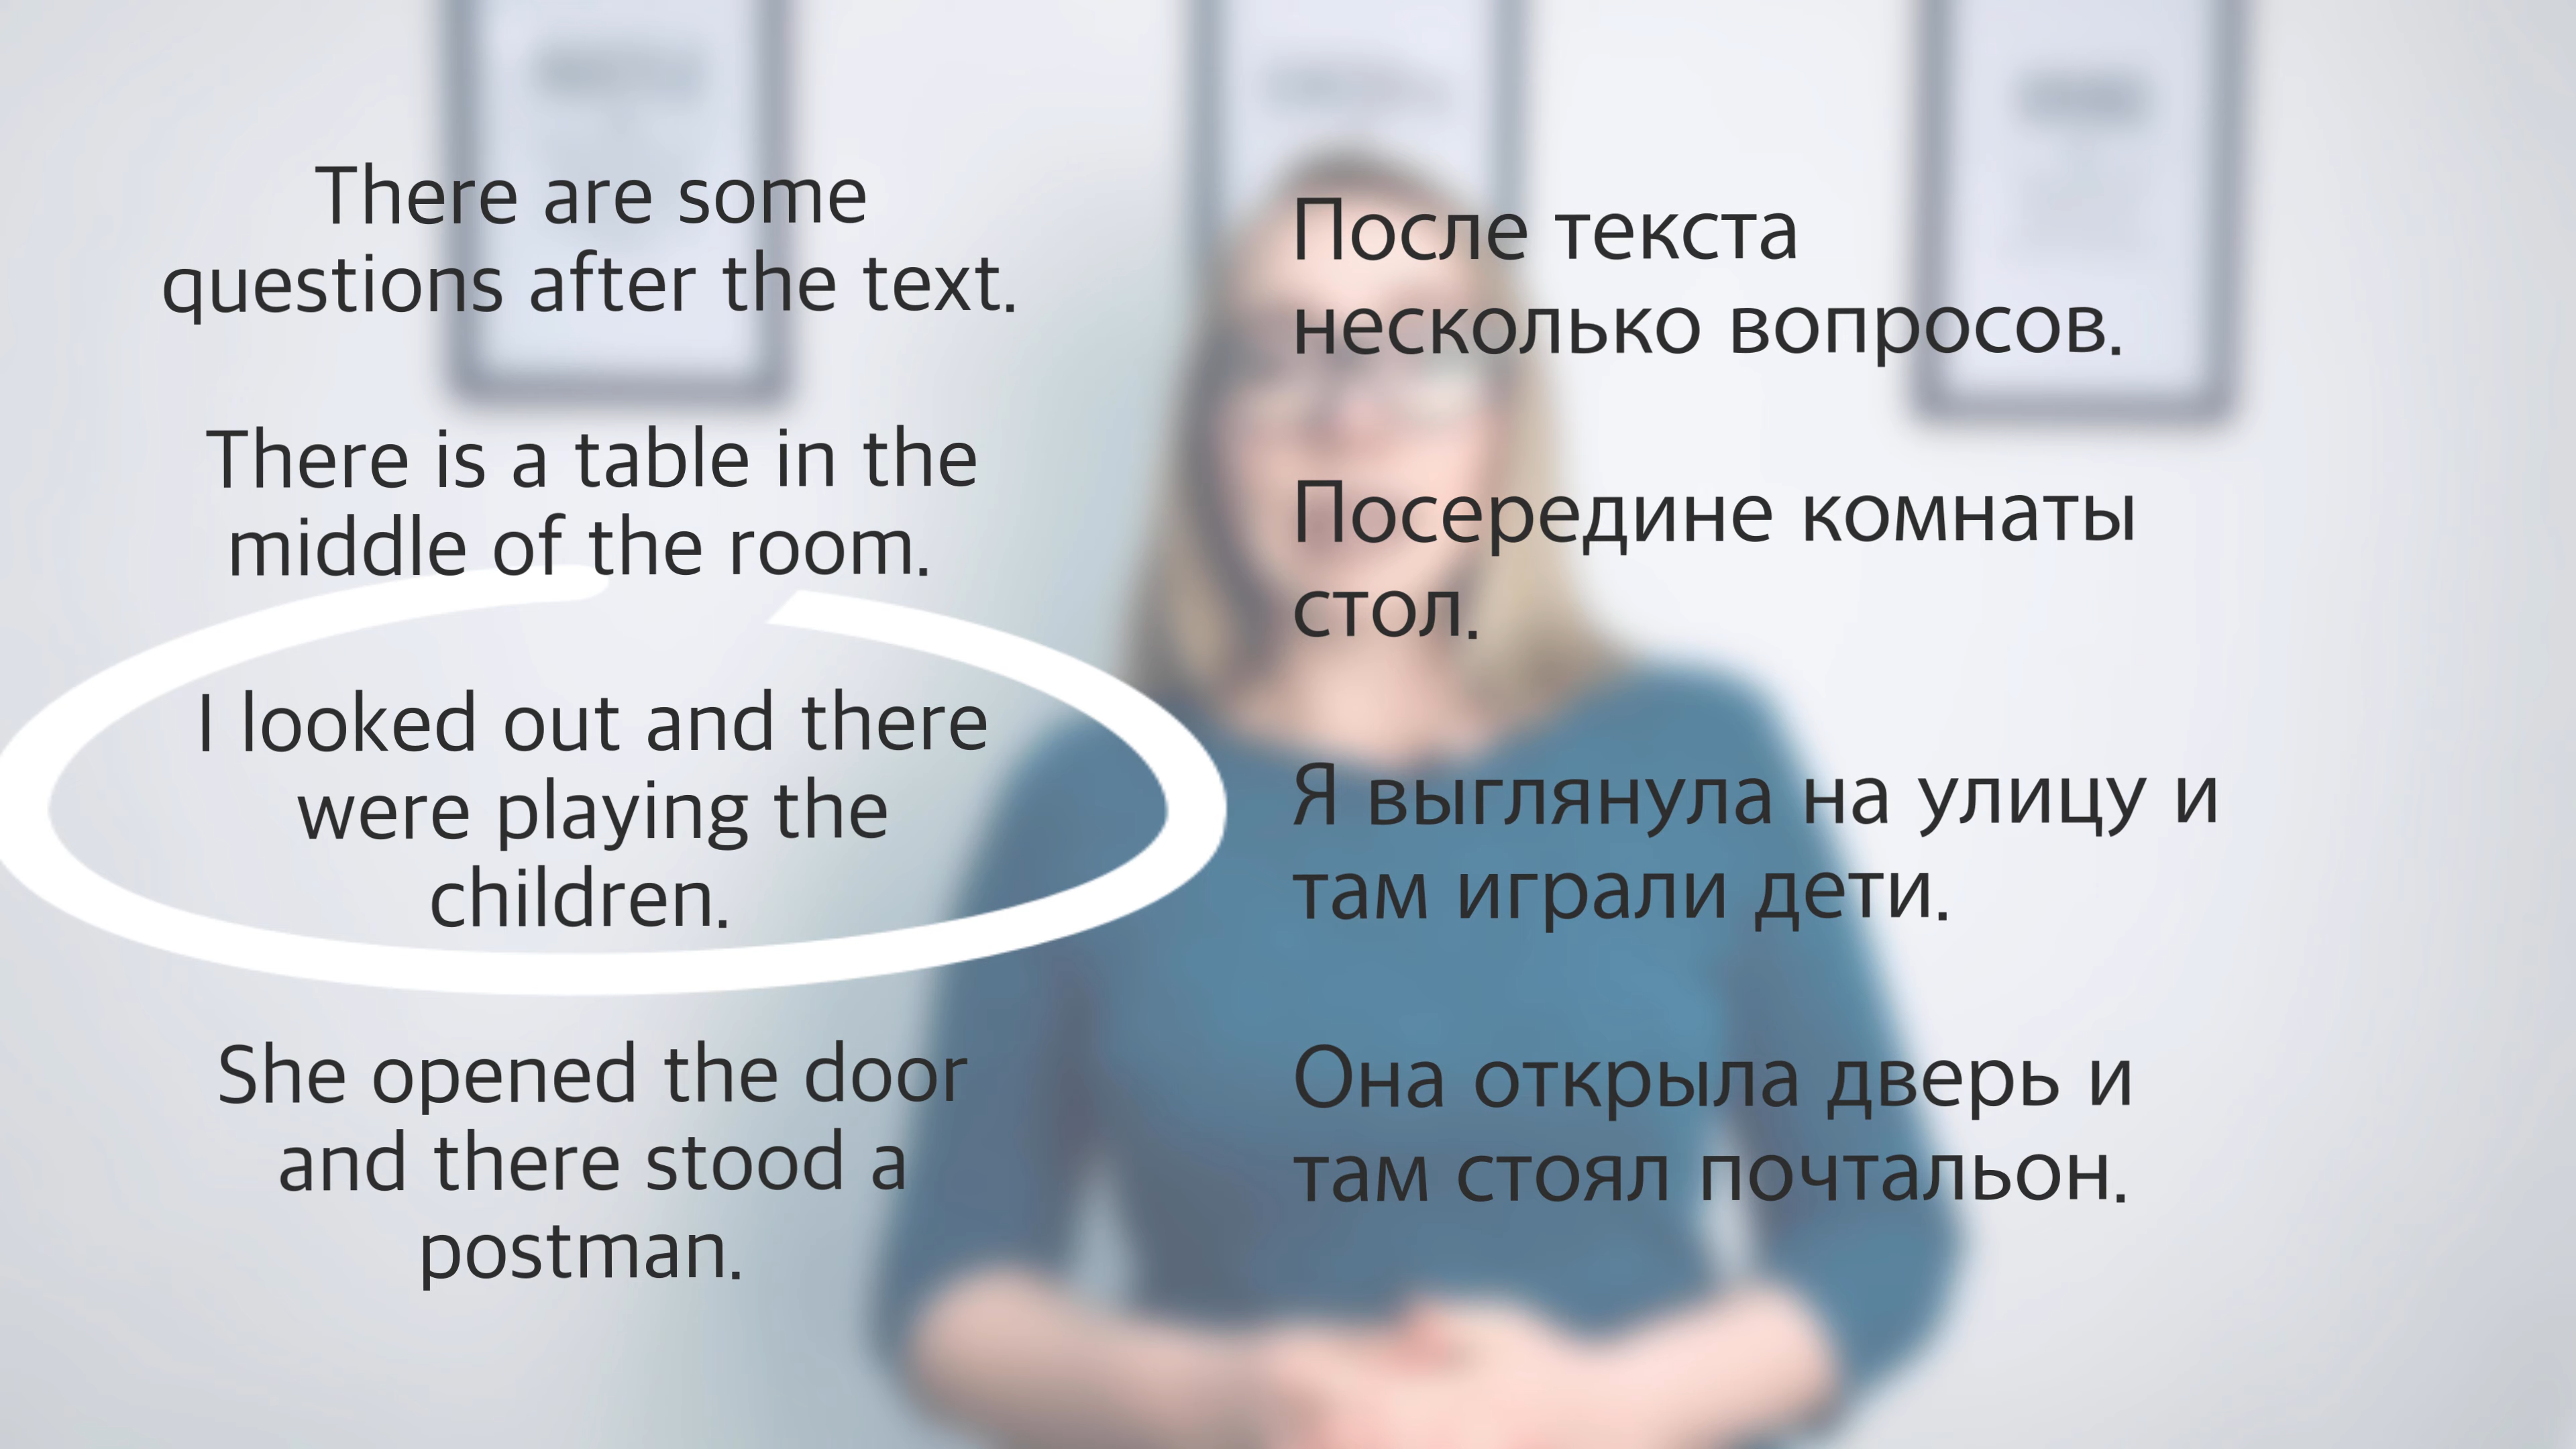 There are some
questions after the text.
There is a table in the
middle of the room.
I looked out and there
were playing the
children.
She opened the door
and there stood a
postman.
После текста
несколько вопросов.
Посередине комнаты
стол.
Я выглянула на улицу и
там играли дети.
Она открыла дверь и
там стоял почтальон.